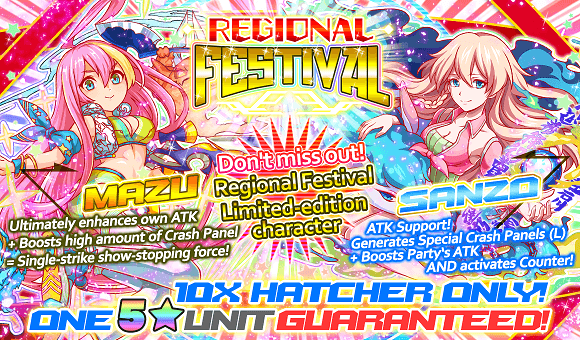 REGIONAL
FESTIVAL
Don't miss out!
Regional Festival
Limited-edition
character
MAZU
Ultimately enhances own ATK
+ Boosts high amount of Crash Panel
= Single-strike show-stopping force!
SANZO
ATK Support!
Generates Special Crash Panels (L)
+ Boosts Party's ATK
AND activates Counter!
10X HATCHER ONLY!
ONE 5★UNIT GUARANTEED!